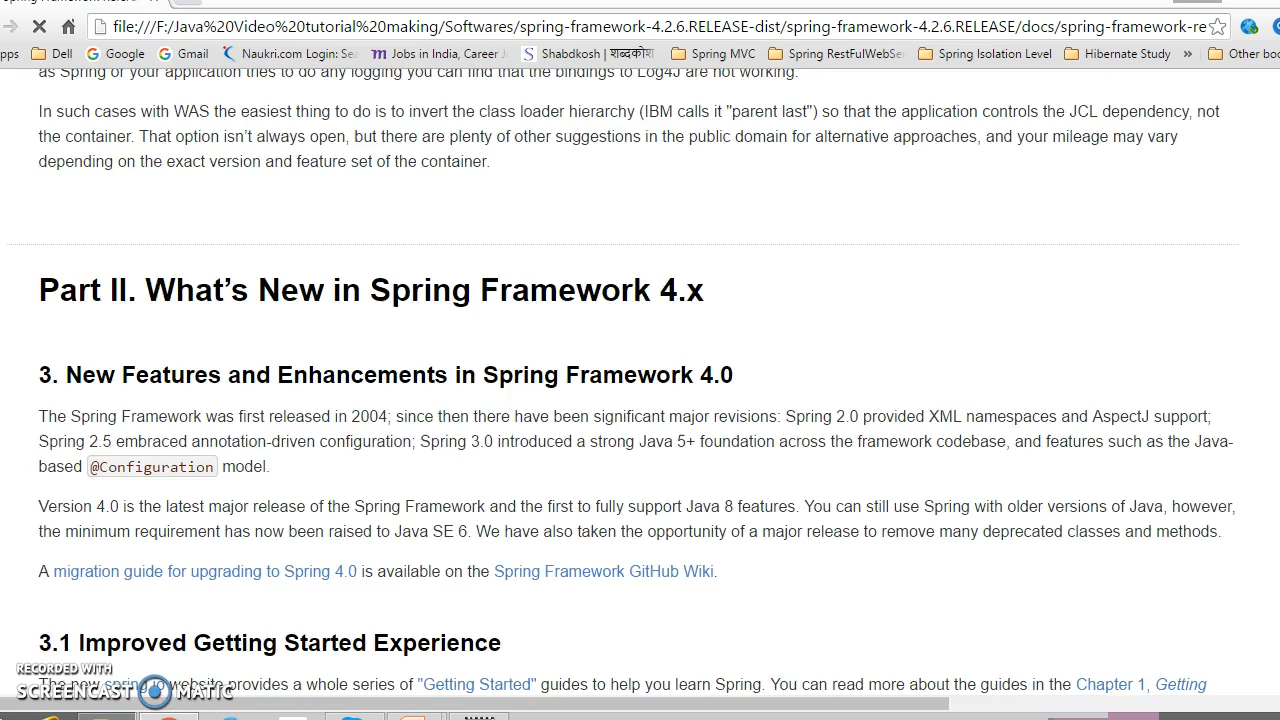 file:///F:/Java%20Video%20tutorial%20making/Softwares/spring-framework-4.2.6.RELEASE-dist/spring-framework-4.2.6.RELEASE/docs/spring-framework-re
pps Dell Google Gmail Naukri.com Login: Sea Jobs in India, Career J Shabdkosh | शब्दकोश Spring MVC Spring RestFulWebSer Spring Isolation Level Hibernate Study » Other boo
as Spring or your application tries to do any logging you can find that the bindings to Log4J are not working.
In such cases with WAS the easiest thing to do is to invert the class loader hierarchy (IBM calls it "parent last") so that the application controls the JCL dependency, not
the container. That option isn’t always open, but there are plenty of other suggestions in the public domain for alternative approaches, and your mileage may vary
depending on the exact version and feature set of the container.
Part II. What’s New in Spring Framework 4.x
3. New Features and Enhancements in Spring Framework 4.0
The Spring Framework was first released in 2004; since then there have been significant major revisions: Spring 2.0 provided XML namespaces and AspectJ support;
Spring 2.5 embraced annotation-driven configuration; Spring 3.0 introduced a strong Java 5+ foundation across the framework codebase, and features such as the Java-
based @Configuration model.
Version 4.0 is the latest major release of the Spring Framework and the first to fully support Java 8 features. You can still use Spring with older versions of Java, however,
the minimum requirement has now been raised to Java SE 6. We have also taken the opportunity of a major release to remove many deprecated classes and methods.
A migration guide for upgrading to Spring 4.0 is available on the Spring Framework GitHub Wiki.
3.1 Improved Getting Started Experience
The new spring.io website provides a whole series of "Getting Started" guides to help you learn Spring. You can read more about the guides in the Chapter 1, Getting
RECORDED WITH
SCREENCAST MATIC